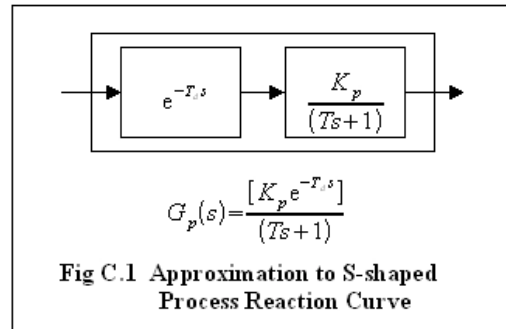 e^{-T_d s}
K_p
(Ts+1)
G_p(s)=[K_p e^{-T_d s}]
(Ts+1)
Fig C.1 Approximation to S-shaped
Process Reaction Curve